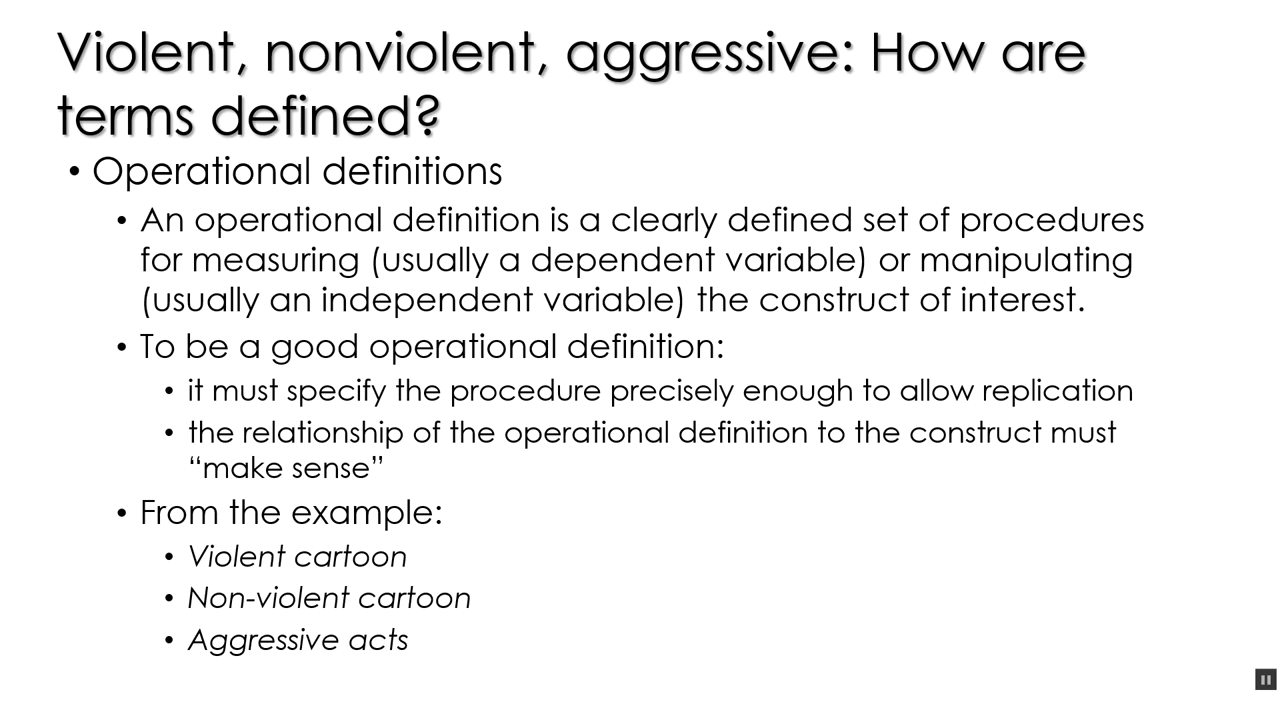 Violent, nonviolent, aggressive: How are
terms defined?
• Operational definitions
• An operational definition is a clearly defined set of procedures
for measuring (usually a dependent variable) or manipulating
(usually an independent variable) the construct of interest.
• To be a good operational definition:
• it must specify the procedure precisely enough to allow replication
• the relationship of the operational definition to the construct must
“make sense”
• From the example:
• Violent cartoon
• Non-violent cartoon
• Aggressive acts